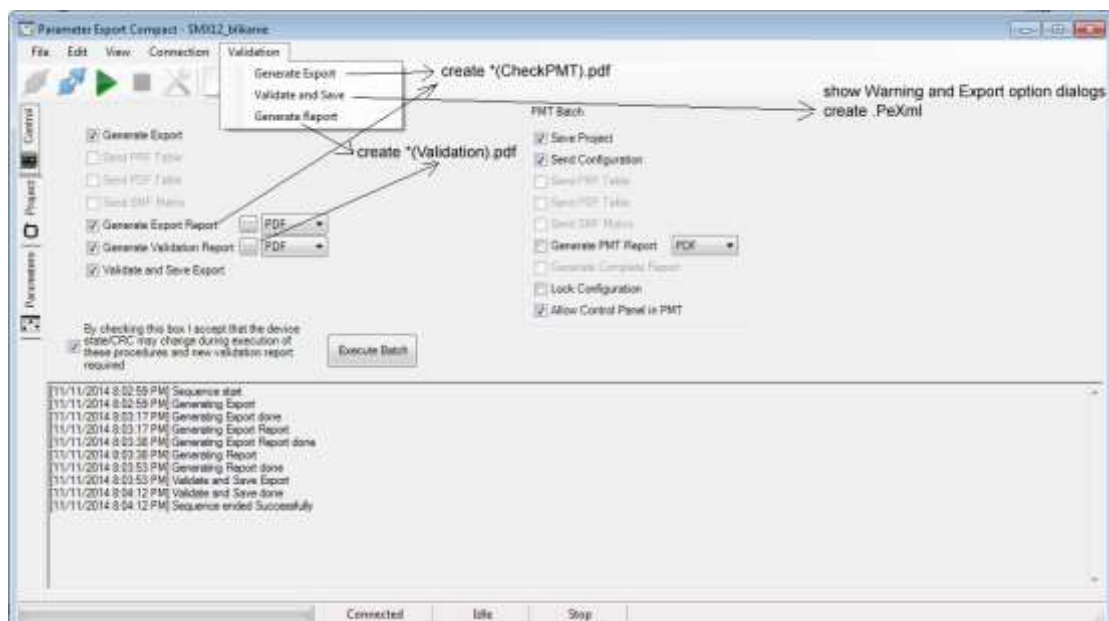 Parameter Export Compact - SMX12_blikanie
File Edit View Connection Validation
Generate Export
Validate and Save
Generate Report
create *(CheckPMT).pdf
show Warning and Export option dialogs
create .PeXml
create *(Validation).pdf
Control
Project
Parameters
Generate Export
Send PRF Table
Send PDF Table
Send SMF Matrix
Generate Export Report PDF
Generate Validation Report PDF
Validate and Save Export
PMT Batch
Save Project
Send Configuration
Send PRF Table
Send PDF Table
Send SMF Matrix
Generate PMT Report PDF
Generate Complete Report
Lock Configuration
Allow Control Panel in PMT
By checking this box I accept that the device
state/CRC may change during execution of
these procedures and new validation report
required
Execute Batch
[11/11/2014 8:02:59 PM] Sequence start
[11/11/2014 8:02:59 PM] Generating Export
[11/11/2014 8:03:17 PM] Generating Export done
[11/11/2014 8:03:17 PM] Generating Export Report
[11/11/2014 8:03:38 PM] Generating Export Report done
[11/11/2014 8:03:38 PM] Generating Report
[11/11/2014 8:03:53 PM] Generating Report done
[11/11/2014 8:03:53 PM] Validate and Save Export
[11/11/2014 8:04:12 PM] Validate and Save done
[11/11/2014 8:04:12 PM] Sequence ended Successfully
Connected Idle Stop